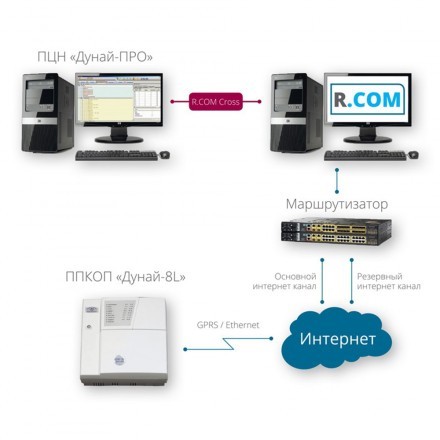 ПЦН «Дунай-ПРО»
R.COM Cross
R.COM
Маршрутизатор
Основной
интернет канал
Резервный
интернет канал
ППКОП «Дунай-8L»
GPRS / Ethernet
Интернет